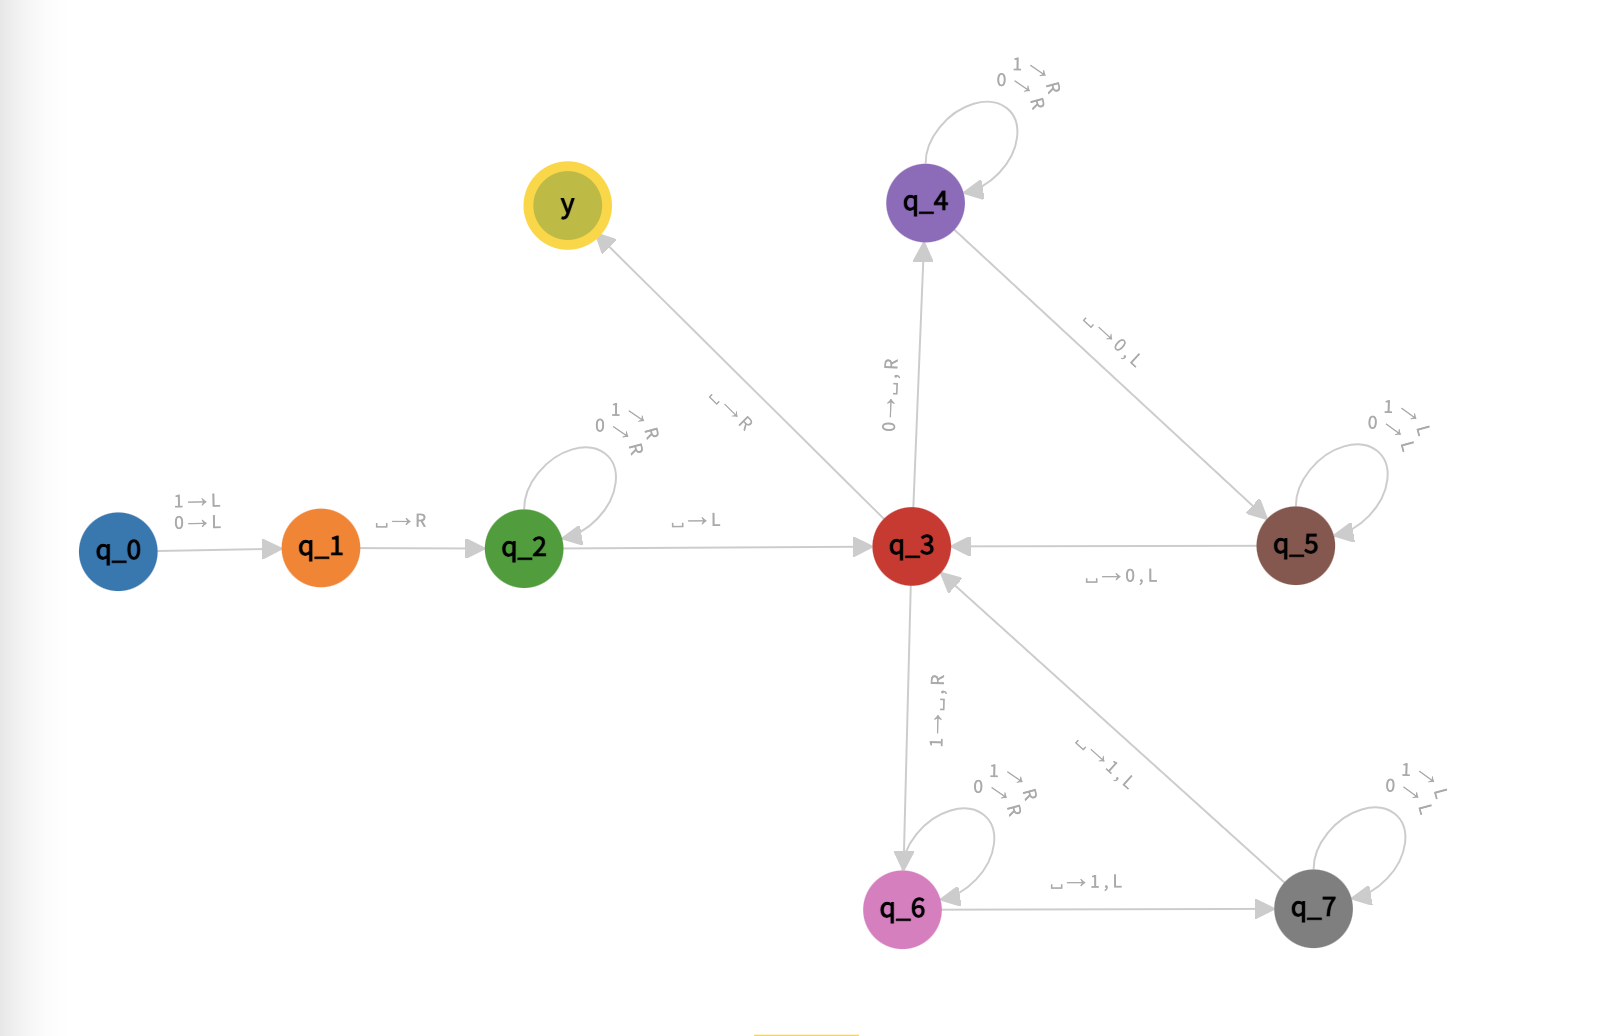 1→R
0→R
y
q_4
␣→0,L
0→␣,R
␣→R
1→R
0→R
1→L
0→L
1→L
0→L
␣→R
␣→L
q_0
q_1
q_2
q_3
q_5
␣→0,L
1→␣,R
␣→1,L
1→R
0→R
1→L
0→L
␣→1,L
q_6
q_7